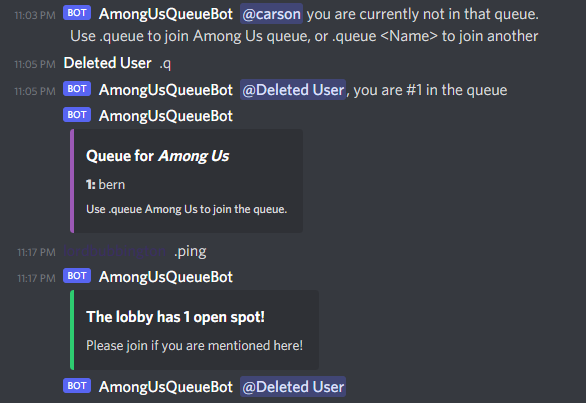 11:03 PM BOT AmongUsQueueBot @carson you are currently not in that queue.
Use .queue to join Among Us queue, or .queue <Name> to join another
11:05 PM Deleted User .q
11:05 PM BOT AmongUsQueueBot @Deleted User, you are #1 in the queue
BOT AmongUsQueueBot
Queue for Among Us
1: bern
Use .queue Among Us to join the queue.
11:17 PM .ping
11:17 PM BOT AmongUsQueueBot
The lobby has 1 open spot!
Please join if you are mentioned here!
BOT AmongUsQueueBot @Deleted User